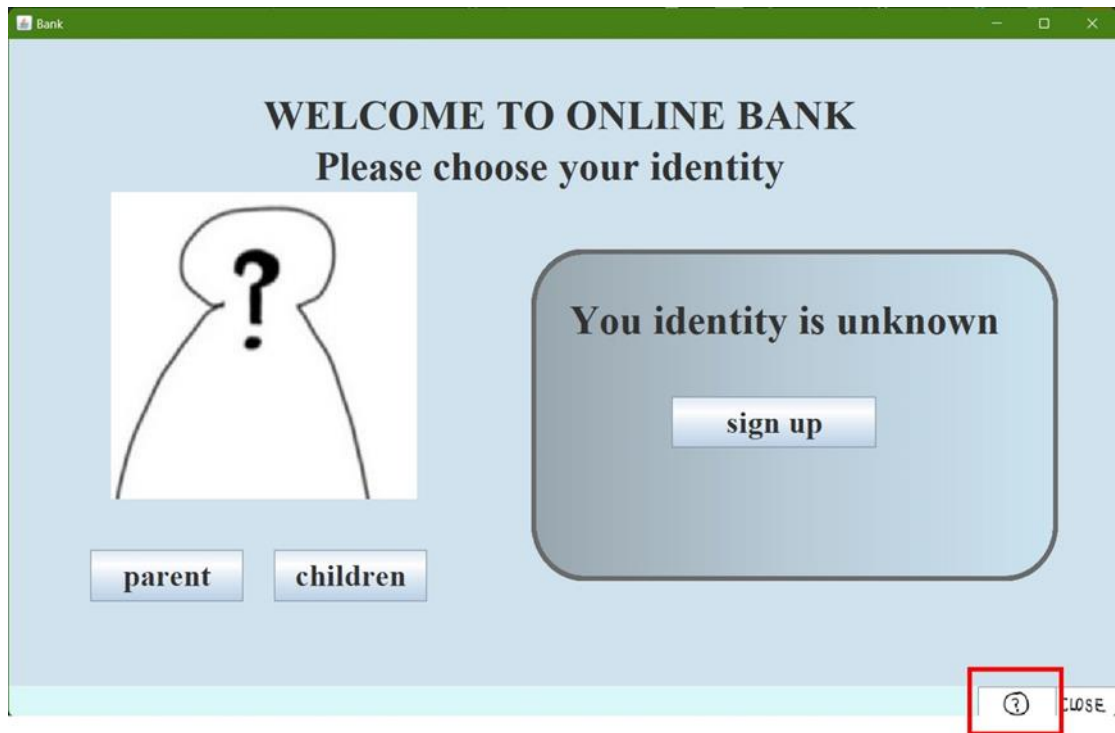 Bank
WELCOME TO ONLINE BANK
Please choose your identity
?
You identity is unknown
sign up
parent
children
?
CLOSE